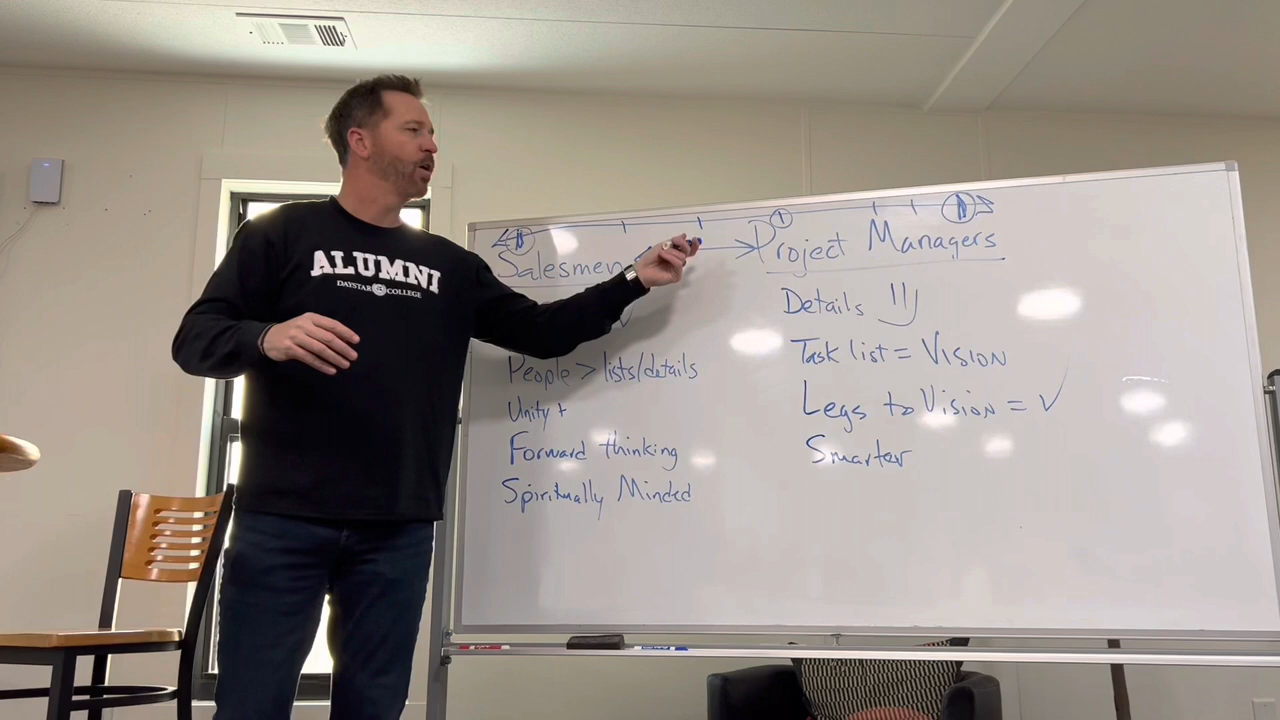 ALUMNI
DAYSTAR COLLEGE
Salesmen
People > lists/details
Unity +
Forward thinking
Spiritually Minded
1
Project Managers
Details
Task list = Vision
Legs to Vision = ✓
Smarter